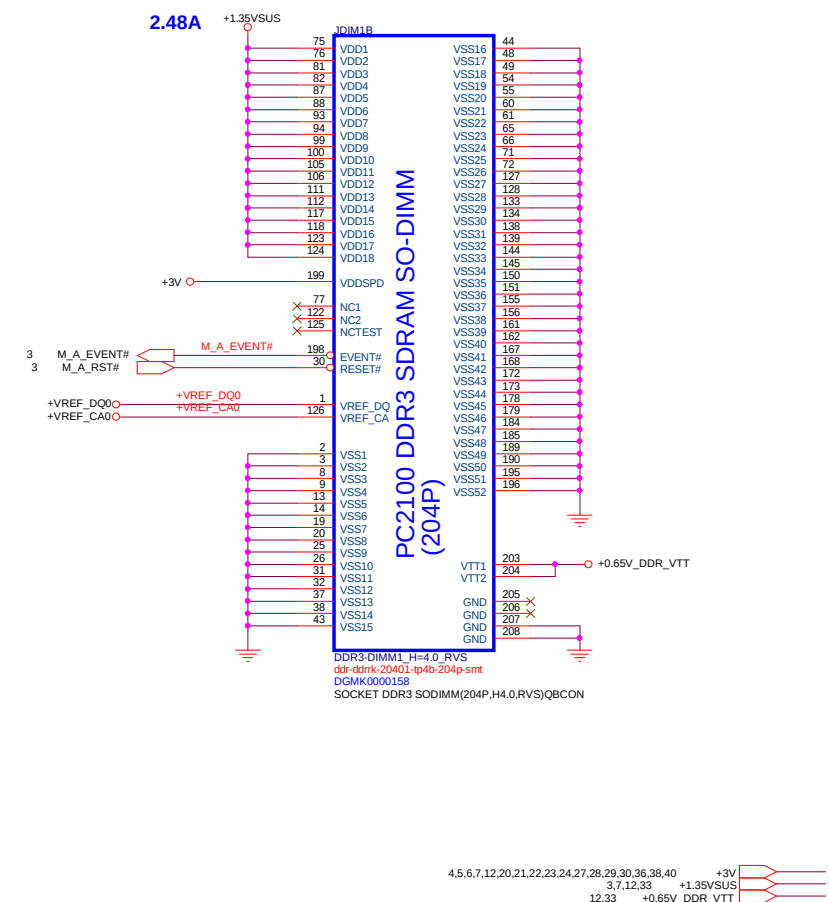 2.48A
+1.35VSUS
JDIM1B
75 VDD1 VSS16 44
76 VDD2 VSS17 48
81 VDD3 VSS18 49
82 VDD4 VSS19 54
87 VDD5 VSS20 55
88 VDD6 VSS21 60
93 VDD7 VSS22 61
94 VDD8 VSS23 65
99 VDD9 VSS24 66
100 VDD10 VSS25 71
105 VDD11 VSS26 72
106 VDD12 VSS27 127
111 VDD13 VSS28 128
112 VDD14 VSS29 133
117 VDD15 VSS30 134
118 VDD16 VSS31 138
123 VDD17 VSS32 139
124 VDD18 VSS33 144
VSS34 145
+3V 199 VDDSPD VSS35 150
VSS36 151
77 NC1 VSS37 155
122 NC2 VSS38 156
125 NCTEST VSS39 161
VSS40 162
3 M_A_EVENT# M_A_EVENT# 198 EVENT# VSS41 167
3 M_A_RST# 30 RESET# VSS42 168
VSS43 172
VSS44 173
+VREF_DQ0 +VREF_DQ0 1 VREF_DQ VSS45 178
+VREF_CA0 +VREF_CA0 126 VREF_CA VSS46 179
VSS47 184
VSS48 185
2 VSS1 VSS49 189
3 VSS2 VSS50 190
8 VSS3 VSS51 195
9 VSS4 VSS52 196
13 VSS5
14 VSS6
19 VSS7
20 VSS8
25 VSS9
26 VSS10 VTT1 203 +0.65V_DDR_VTT
31 VSS11 VTT2 204
32 VSS12
37 VSS13 GND 205
38 VSS14 GND 206
43 VSS15 GND 207
GND 208
PC2100 DDR3 SDRAM SO-DIMM
(204P)
DDR3-DIMM1_H=4.0_RVS
ddr-ddrrk-20401-tp4b-204p-smt
DGMK0000158
SOCKET DDR3 SODIMM(204P,H4.0,RVS)QBCON
4,5,6,7,12,20,21,22,23,24,27,28,29,30,36,38,40 +3V
3,7,12,33 +1.35VSUS
12,33 +0.65V_DDR_VTT